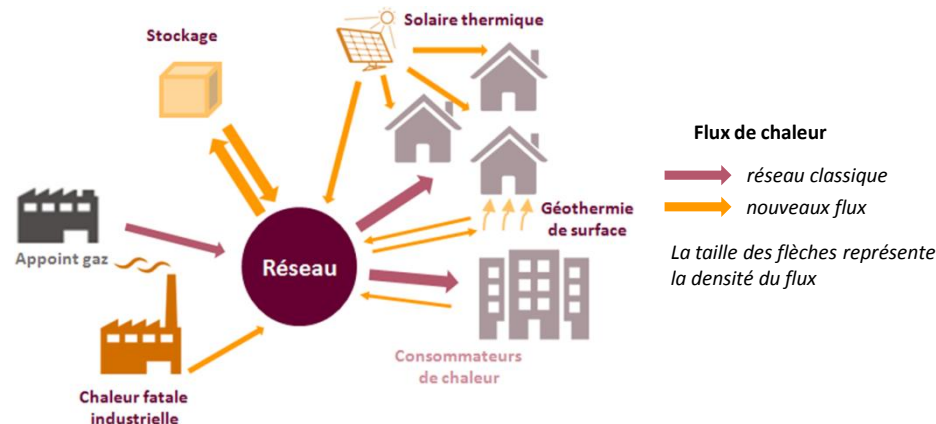 Solaire thermique
Stockage
Flux de chaleur
réseau classique
nouveaux flux
La taille des flèches représente
la densité du flux
Géothermie
de surface
Appoint gaz
Réseau
Consommateurs
de chaleur
Chaleur fatale
industrielle